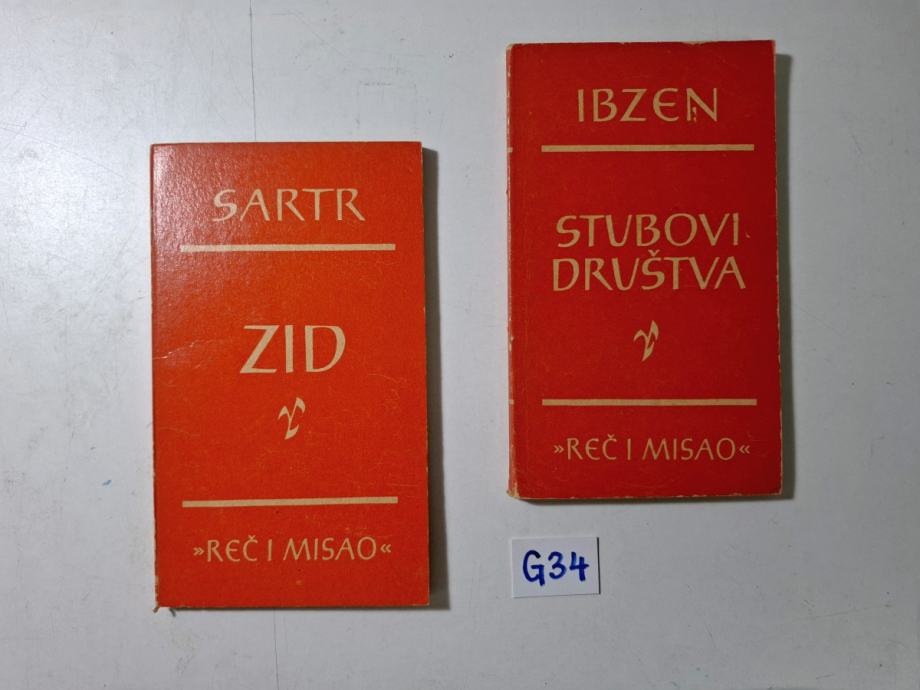 SARTR
ZID
»REČ I MISAO«
IBZEN
STUBOVI
DRUŠTVA
»REČ I MISAO«
G34